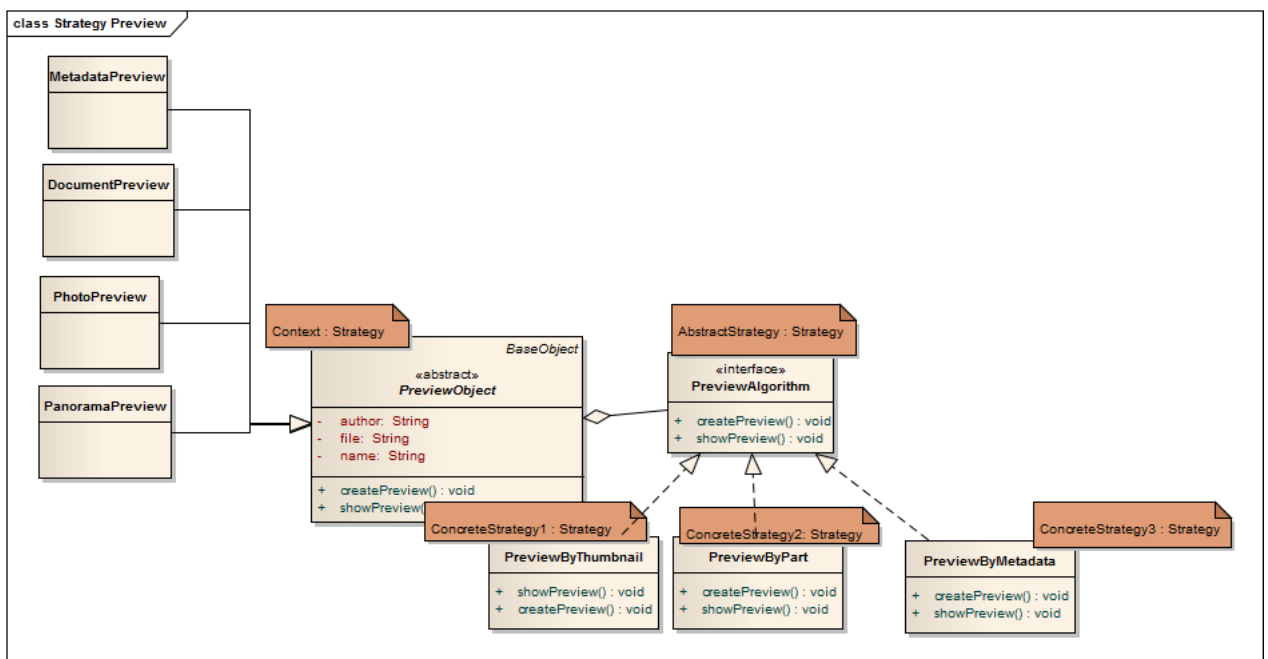 class Strategy Preview
MetadataPreview
DocumentPreview
PhotoPreview
PanoramaPreview
Context : Strategy
BaseObject
«abstract»
PreviewObject
- author: String
- file: String
- name: String
+ createPreview() : void
+ showPreview()
AbstractStrategy : Strategy
«interface»
PreviewAlgorithm
+ createPreview() : void
+ showPreview() : void
ConcreteStrategy1 : Strategy
PreviewByThumbnail
+ showPreview() : void
+ createPreview() : void
ConcreteStrategy2: Strategy
PreviewByPart
+ createPreview() : void
+ showPreview() : void
ConcreteStrategy3 : Strategy
PreviewByMetadata
+ createPreview() : void
+ showPreview() : void